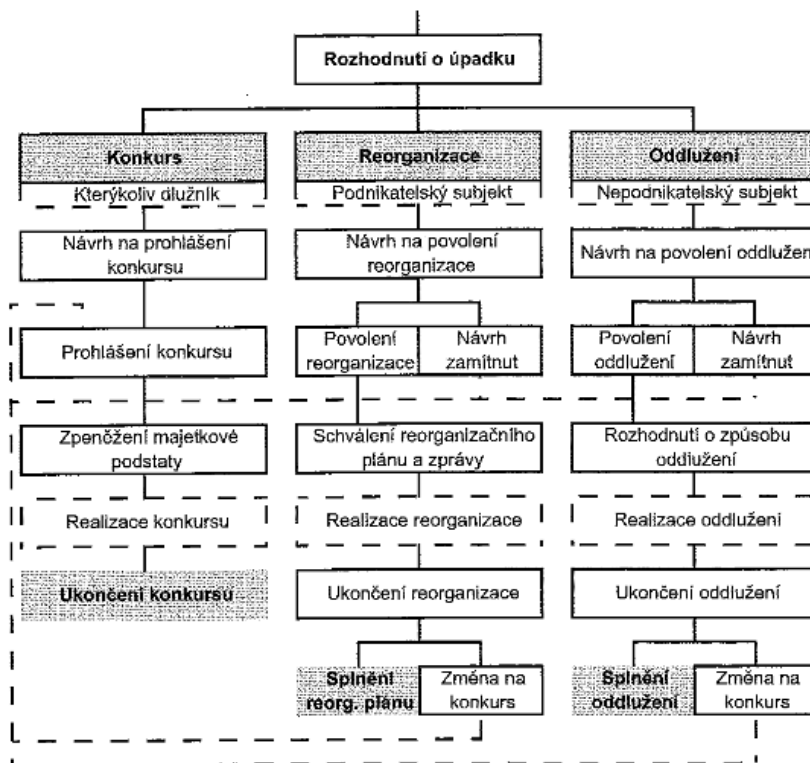 Rozhodnutí o úpadku
Konkurs
Kterýkoliv dlužník
Reorganizace
Podnikatelský subjekt
Oddlužení
Nepodnikatelský subjekt
Návrh na prohlášení
konkursu
Návrh na povolení
reorganizace
Návrh na povolení oddlužení
Prohlášení konkursu
Povolení
reorganizace
Návrh
zamítnut
Povolení
oddlužení
Návrh
zamítnut
Zpenčžení majetkové
podstaty
Schválení reorganizačního
plánu a zprávy
Rozhodnutí o způsobu
oddlužení
Realizace konkursu
Realizace reorganizace
Realizace oddlužení
Ukončení konkursu
Ukončení reorganizace
Ukončení oddlužení
Splnění
reorg. plánu
Změna na
konkurs
Splnění
oddlužení
Změna na
konkurs